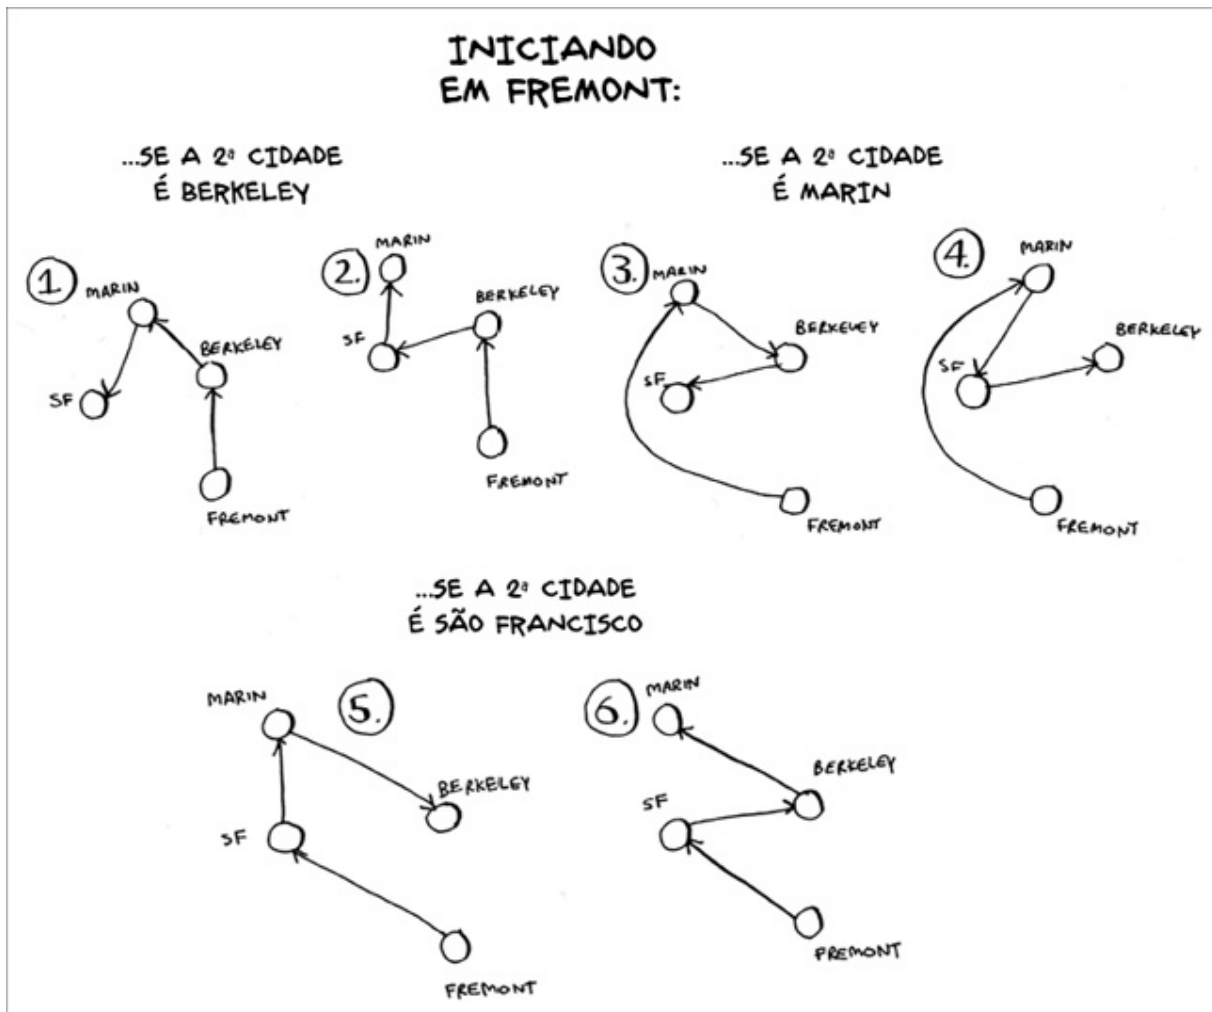 INICIANDO
EM FREMONT:
...SE A 2ª CIDADE
É BERKELEY
...SE A 2ª CIDADE
É MARIN
1
MARIN
BERKELEY
SF
FREMONT
2.
MARIN
BERKELEY
SF
FREMONT
3.
MARIN
BERKELEY
SF
FREMONT
4.
MARIN
BERKELEY
SF
FREMONT
...SE A 2ª CIDADE
É SÃO FRANCISCO
5.
MARIN
BERKELEY
SF
FREMONT
6.
MARIN
BERKELEY
SF
FREMONT